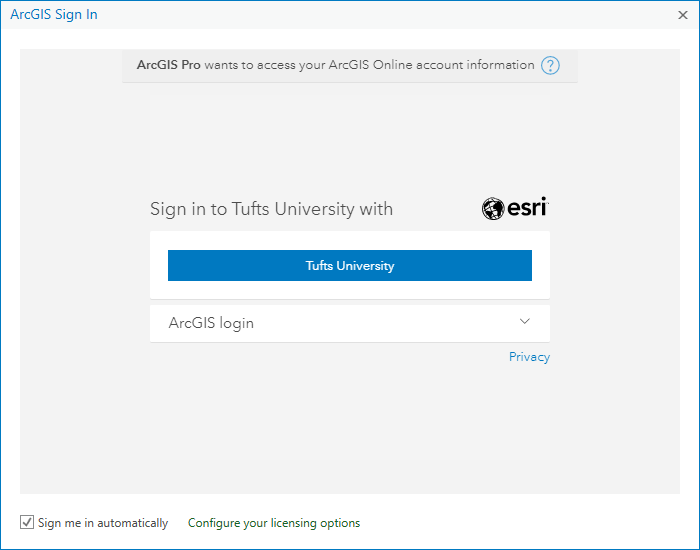 ArcGIS Sign In
ArcGIS Pro wants to access your ArcGIS Online account information ?
Sign in to Tufts University with
esri
Tufts University
ArcGIS login
Privacy
Sign me in automatically Configure your licensing options